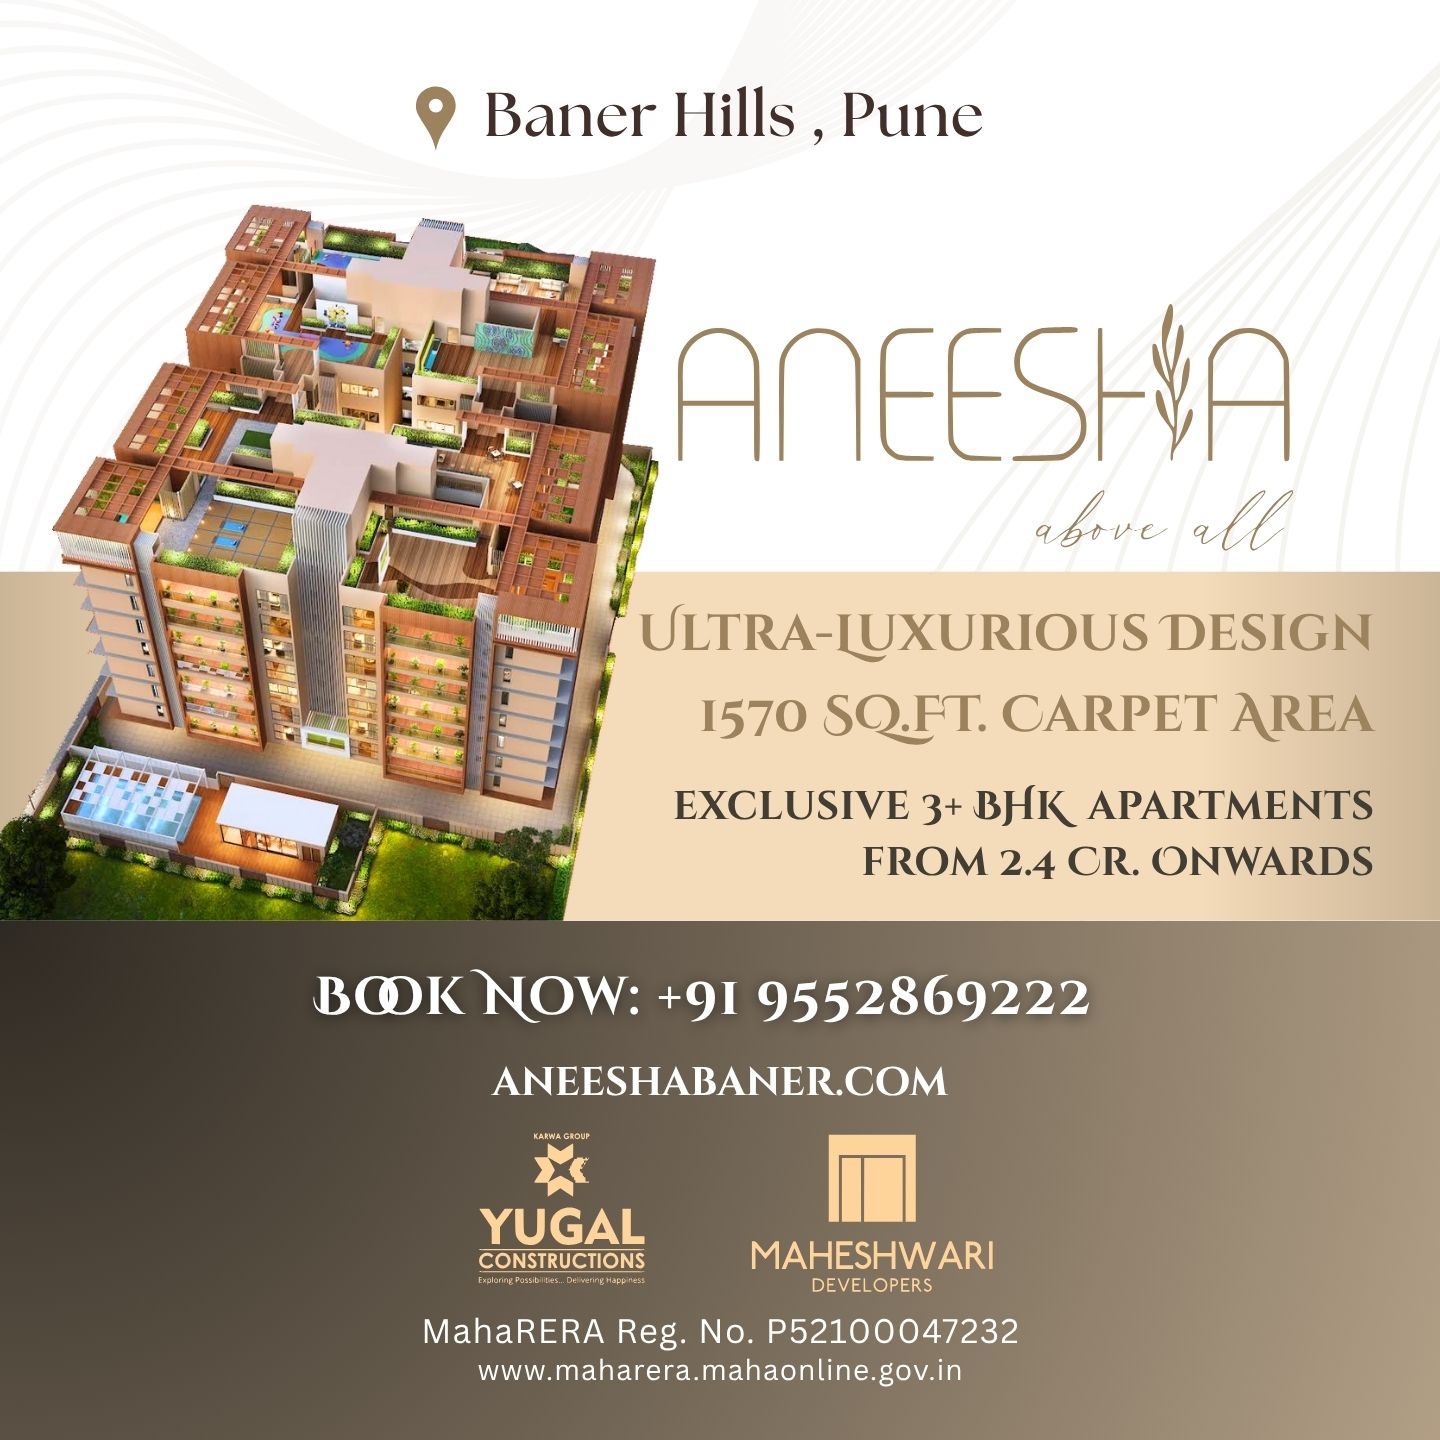 Baner Hills , Pune
ANEESHA
above all
Ultra-Luxurious Design
1570 Sq.Ft. Carpet Area
Exclusive 3+ BHK apartments
from 2.4 Cr. Onwards
Book Now: +91 9552869222
aneeshabaner.com
KARWA GROUP
YUGAL
CONSTRUCTIONS
Exploring Possibilities... Delivering Happiness
MAHESHWARI
DEVELOPERS
MahaRERA Reg. No. P52100047232
www.maharera.mahaonline.gov.in